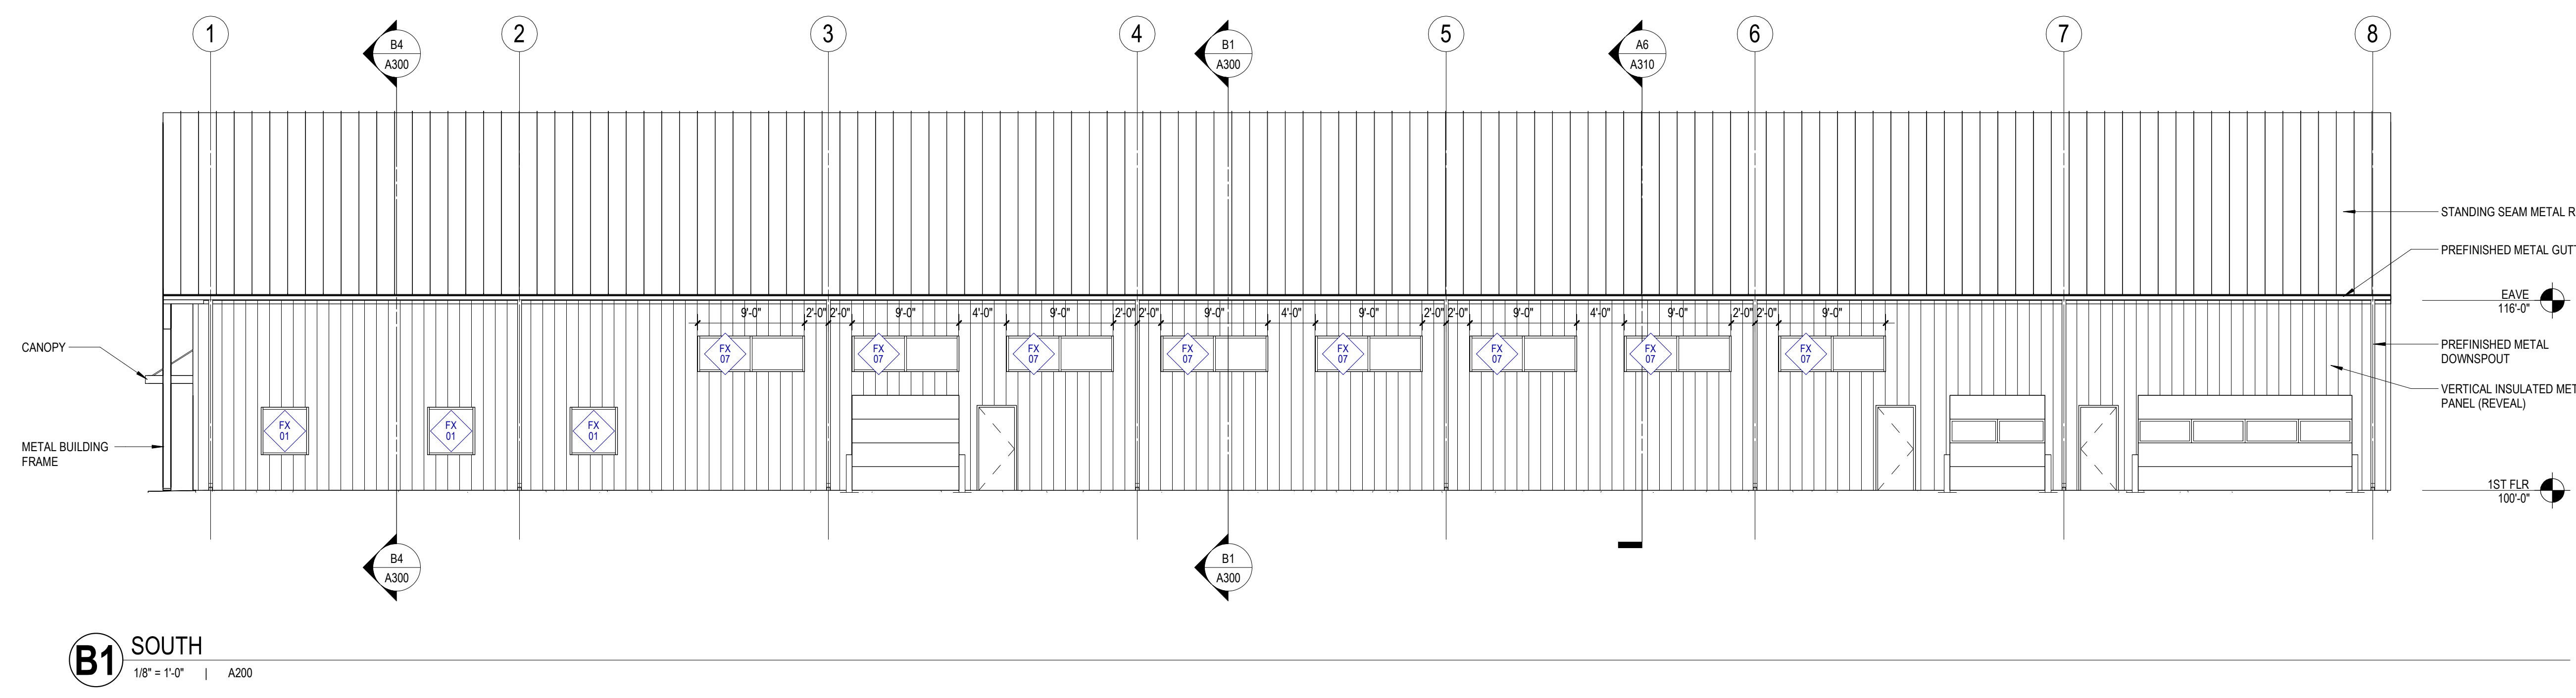 1 2 3 4 5 6 7 8
B4
A300
B1
A300
A6
A310
STANDING SEAM METAL R
PREFINISHED METAL GUT
EAVE
116'-0"
9'-0" 2'-0" 2'-0" 9'-0" 4'-0" 9'-0" 2'-0" 2'-0" 9'-0" 4'-0" 9'-0" 2'-0" 2'-0" 9'-0" 4'-0" 9'-0" 2'-0" 2'-0" 9'-0"
CANOPY
FX
07
FX
07
FX
07
FX
07
FX
07
FX
07
FX
07
FX
07
PREFINISHED METAL
DOWNSPOUT
VERTICAL INSULATED MET
PANEL (REVEAL)
FX
01
FX
01
FX
01
METAL BUILDING
FRAME
1ST FLR
100'-0"
B4
A300
B1
A300
B1 SOUTH
1/8" = 1'-0" | A200